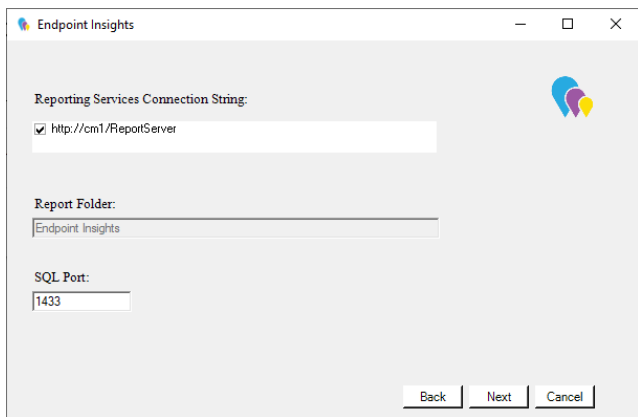 Endpoint Insights
Reporting Services Connection String:
http://cm1/ReportServer
Report Folder:
Endpoint Insights
SQL Port:
1433
Back Next Cancel